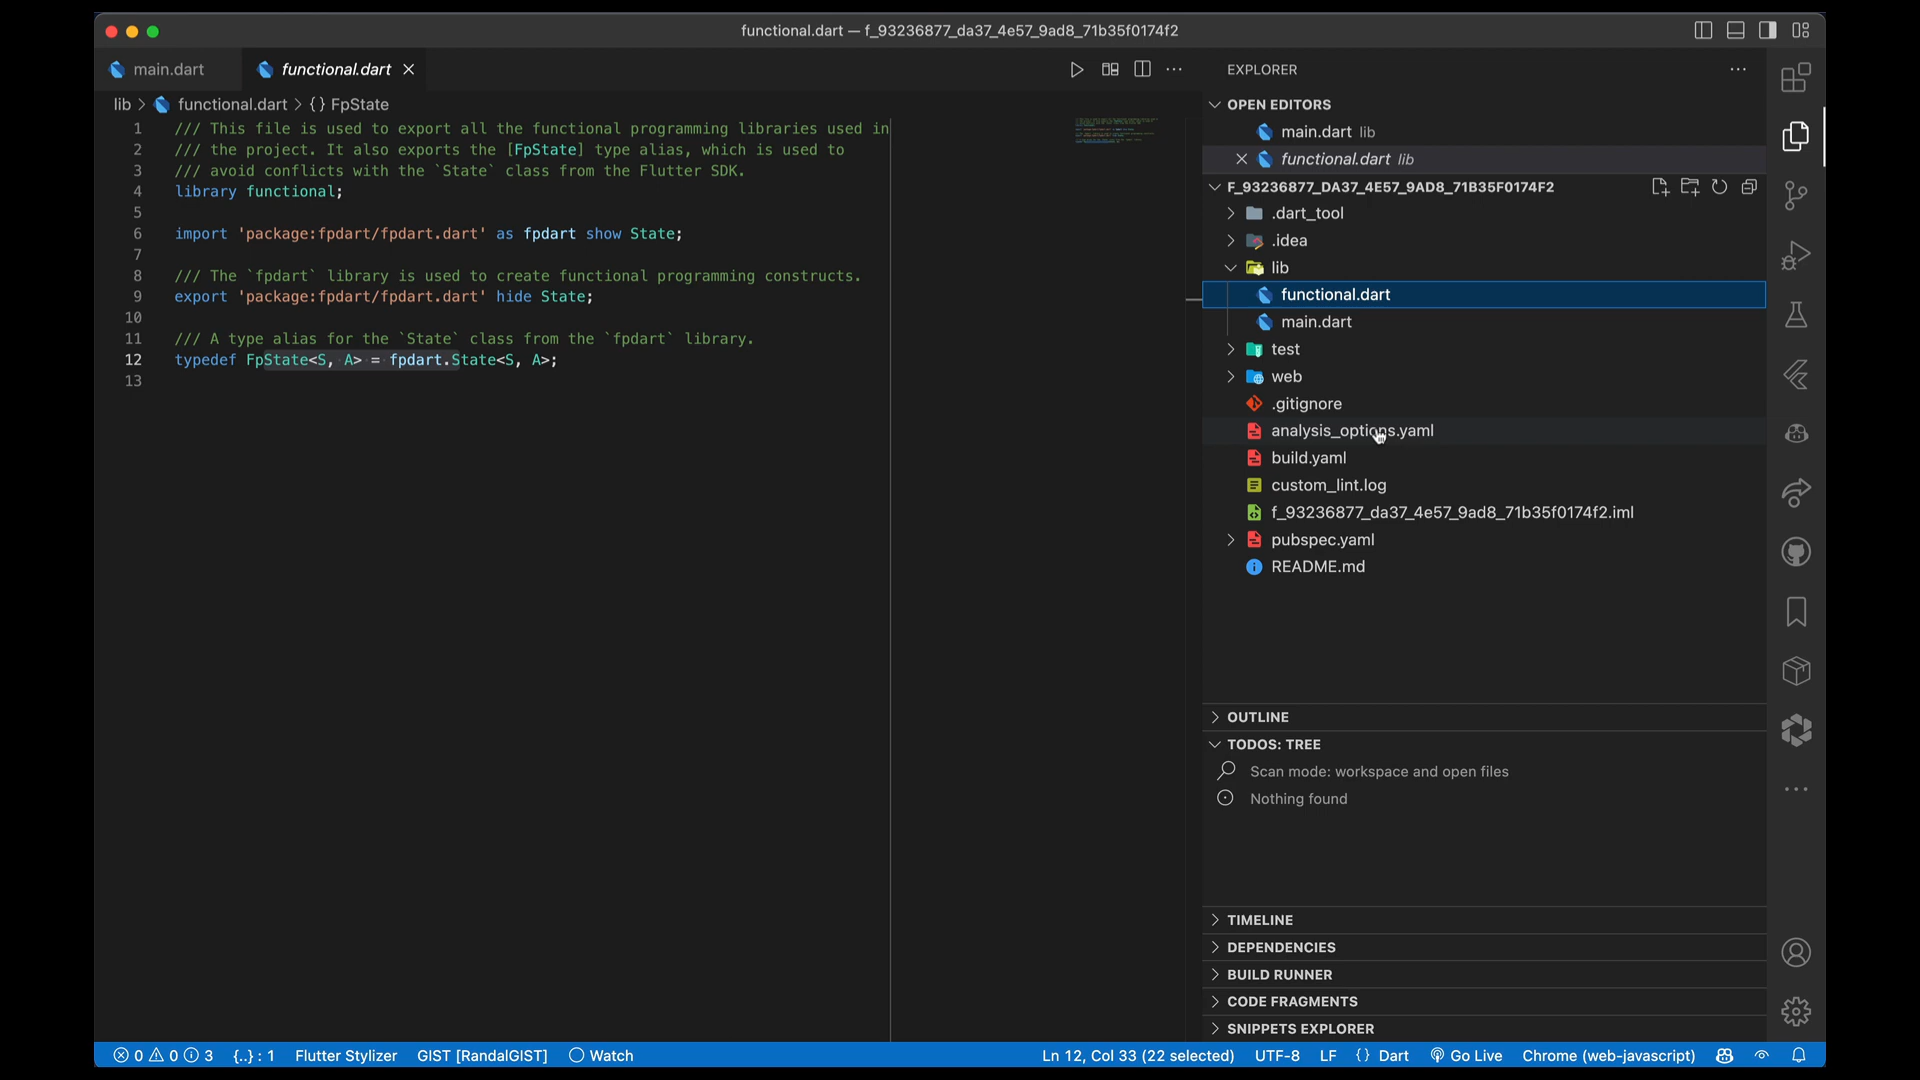 functional.dart — f_93236877_da37_4e57_9ad8_71b35f0174f2
main.dart
functional.dart
lib > functional.dart > {} FpState
1 /// This file is used to export all the functional programming libraries used in
2 /// the project. It also exports the [FpState] type alias, which is used to
3 /// avoid conflicts with the `State` class from the Flutter SDK.
4 library functional;
5
6 import 'package:fpdart/fpdart.dart' as fpdart show State;
7
8 /// The `fpdart` library is used to create functional programming constructs.
9 export 'package:fpdart/fpdart.dart' hide State;
10
11 /// A type alias for the `State` class from the `fpdart` library.
12 typedef FpState<S, A> = fpdart.State<S, A>;
13
EXPLORER
OPEN EDITORS
main.dart lib
functional.dart lib
F_93236877_DA37_4E57_9AD8_71B35F0174F2
.dart_tool
.idea
lib
functional.dart
main.dart
test
web
.gitignore
analysis_options.yaml
build.yaml
custom_lint.log
f_93236877_da37_4e57_9ad8_71b35f0174f2.iml
pubspec.yaml
README.md
OUTLINE
TODOS: TREE
Scan mode: workspace and open files
Nothing found
TIMELINE
DEPENDENCIES
BUILD RUNNER
CODE FRAGMENTS
SNIPPETS EXPLORER
0 0 3 {..} : 1 Flutter Stylizer GIST [RandalGIST] Watch Ln 12, Col 33 (22 selected) UTF-8 LF {} Dart Go Live Chrome (web-javascript)